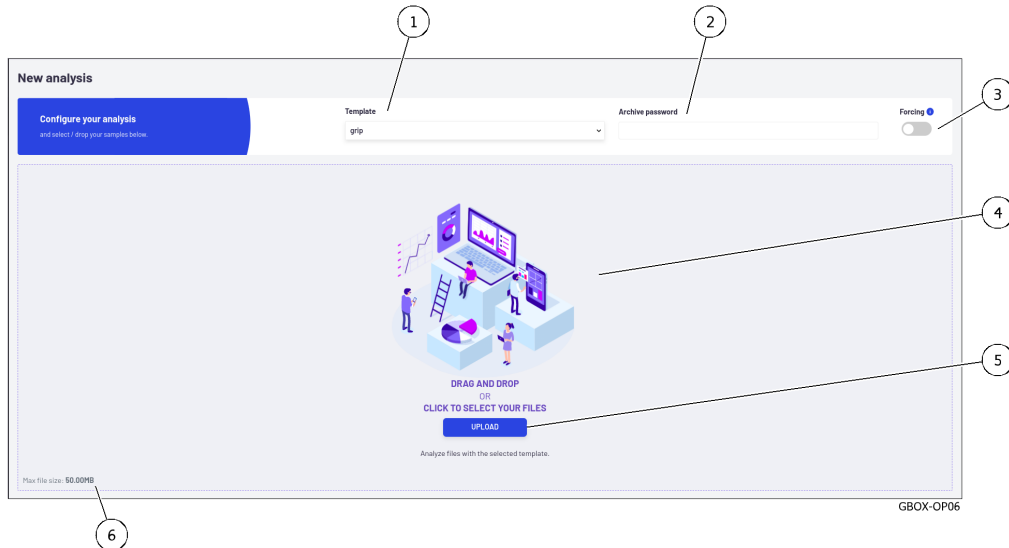 1
2
New analysis
3
Configure your analysis
and select / drop your samples below.
Template
grip
Archive password
Forcing
4
DRAG AND DROP
OR
CLICK TO SELECT YOUR FILES
UPLOAD
5
Analyze files with the selected template.
Max file size: 50.00MB
GBOX-OP06
6